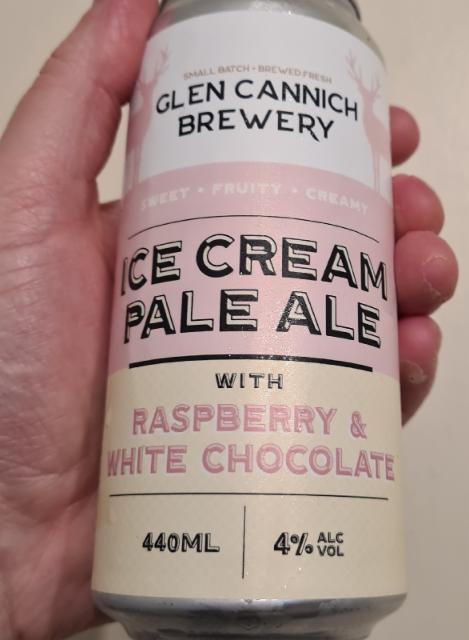 SMALL BATCH • BREWED FRESH
GLEN CANNICH
BREWERY
SWEET • FRUITY • CREAMY
ICE CREAM
PALE ALE
WITH
RASPBERRY &
WHITE CHOCOLATE
440ML
4% ALC VOL